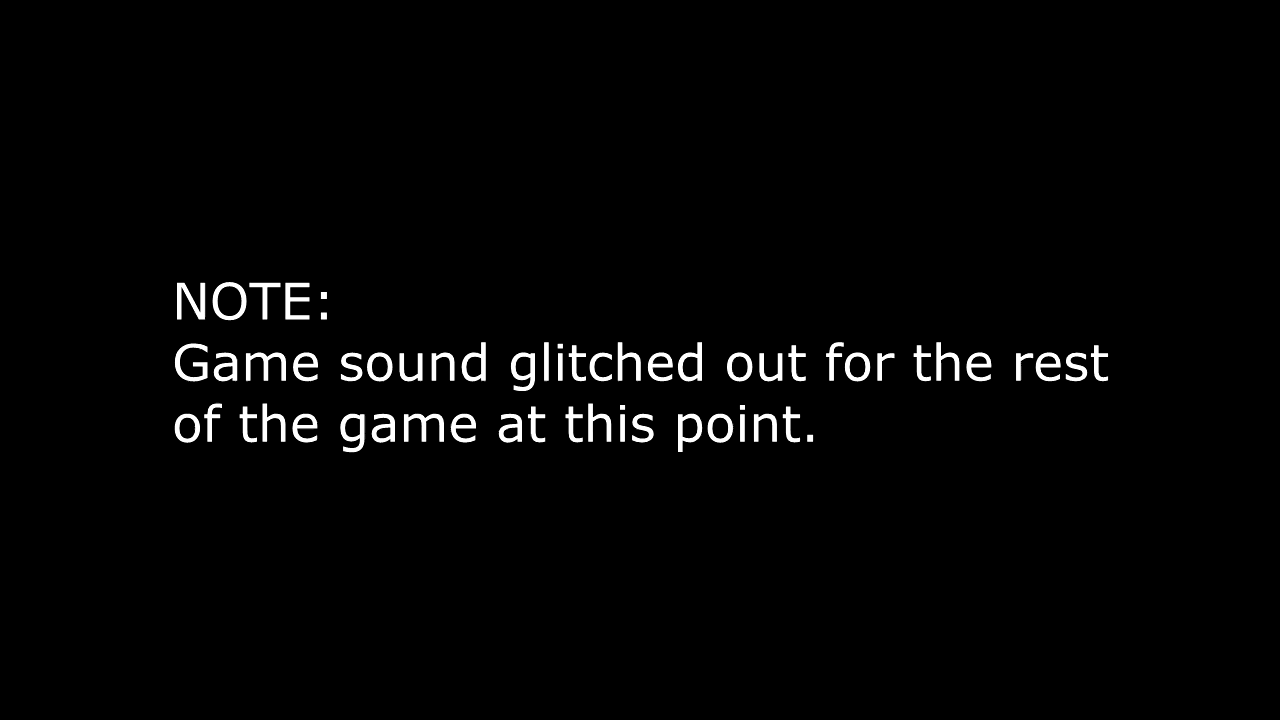 NOTE:
Game sound glitched out for the rest
of the game at this point.